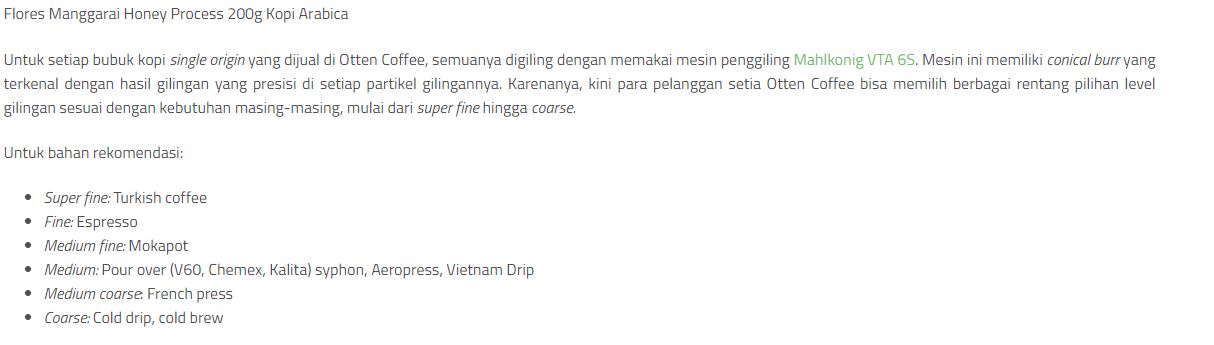 Flores Manggarai Honey Process 200g Kopi Arabica
Untuk setiap bubuk kopi single origin yang dijual di Otten Coffee, semuanya digiling dengan memakai mesin penggiling Mahlkonig VTA 6S. Mesin ini memiliki conical burr yang
terkenal dengan hasil gilingan yang presisi di setiap partikel gilingannya. Karenanya, kini para pelanggan setia Otten Coffee bisa memilih berbagai rentang pilihan level
gilingan sesuai dengan kebutuhan masing-masing, mulai dari super fine hingga coarse.
Untuk bahan rekomendasi:
• Super fine: Turkish coffee
• Fine: Espresso
• Medium fine: Mokapot
• Medium: Pour over (V60, Chemex, Kalita) syphon, Aeropress, Vietnam Drip
• Medium coarse: French press
• Coarse: Cold drip, cold brew